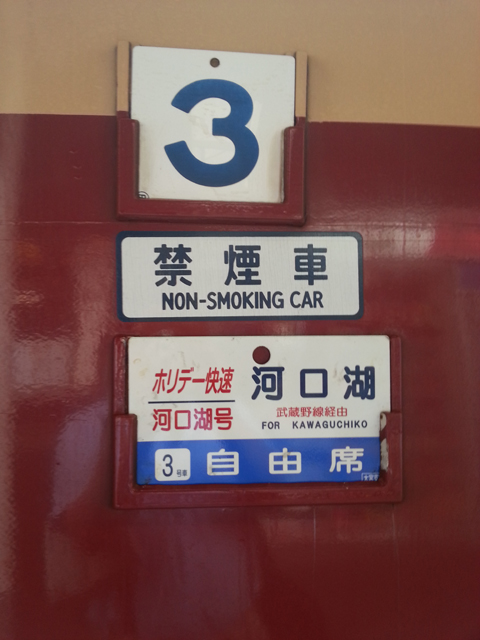 3
禁煙車
NON-SMOKING CAR
ホリデー快速
河口湖号
河口湖
武蔵野線経由
FOR KAWAGUCHIKO
3号車 自由席